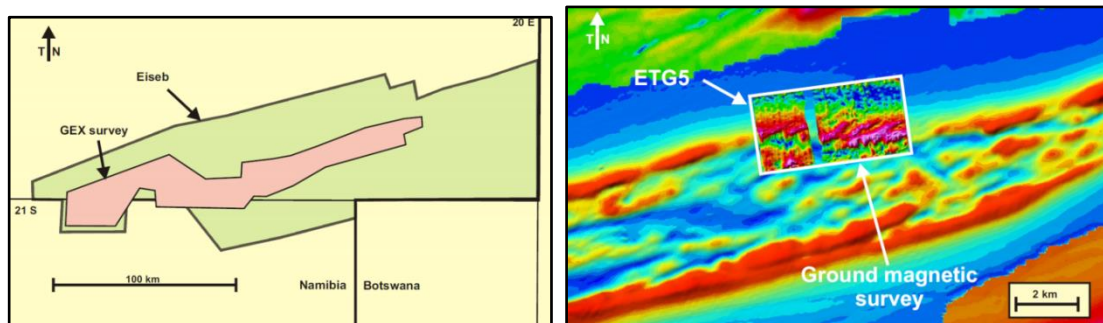 20 E
T N
Eiseb
GEX survey
21 S
100 km
Namibia
Botswana
T N
ETG5
Ground magnetic
survey
2 km